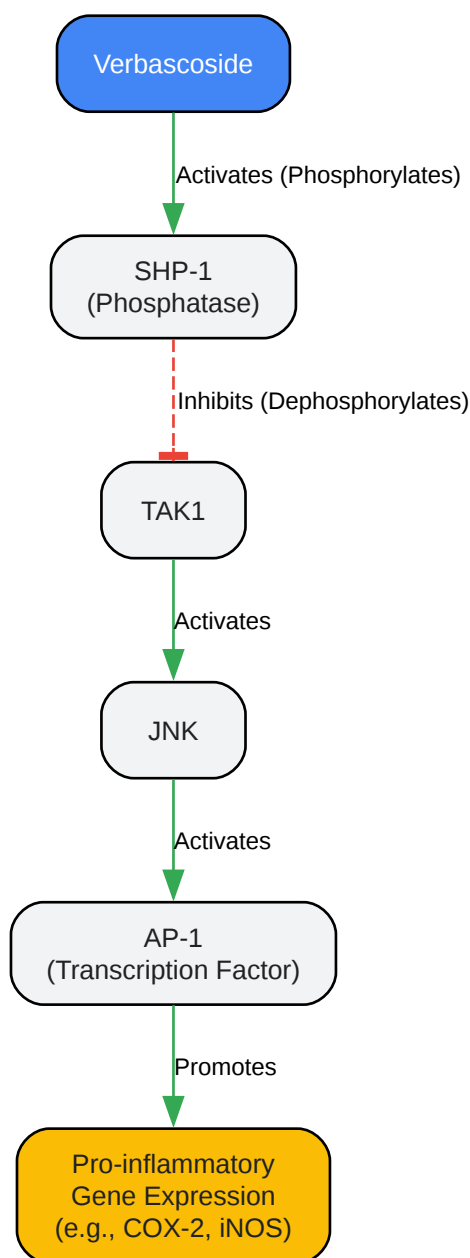 Verbascoside
Activates (Phosphorylates)
SHP-1
(Phosphatase)
Inhibits (Dephosphorylates)
TAK1
Activates
JNK
Activates
AP-1
(Transcription Factor)
Promotes
Pro-inflammatory
Gene Expression
(e.g., COX-2, iNOS)